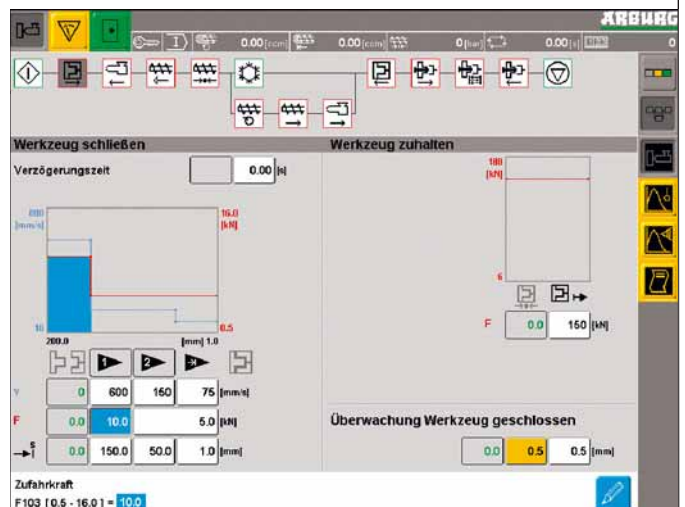 ARBURG
0.00 [ccm] 0.00 [ccm] 0 [bar] 0.00 [s] 0
Werkzeug schließen
Verzögerungszeit 0.00 [s]
[mm/s] 16.0 [kN]
0.5
200.0 [mm] 1.0
1 2
v 0 600 160 75 [mm/s]
F 0.0 10.0 5.0 [kN]
s 0.0 150.0 50.0 1.0 [mm]
Werkzeug zuhalten
180
[kN]
6
F 0.0 150 [kN]
Überwachung Werkzeug geschlossen
0.0 0.5 0.5 [mm]
Zufahrkraft
F103 [ 0.5 - 16.0 ] = 10.0